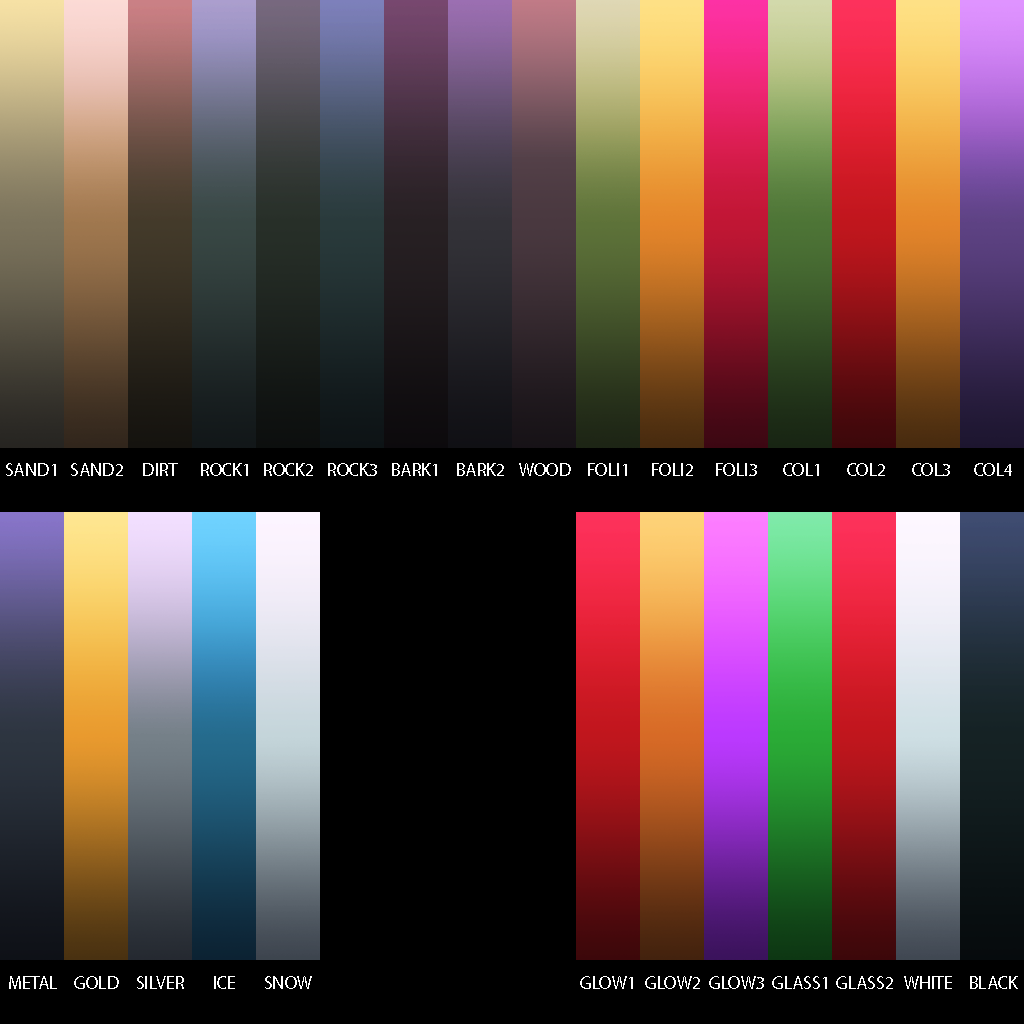 SAND1 SAND2 DIRT ROCK1 ROCK2 ROCK3 BARK1 BARK2 WOOD FOLI1 FOLI2 FOLI3 COL1 COL2 COL3 COL4
METAL GOLD SILVER ICE SNOW GLOW1 GLOW2 GLOW3 GLASS1 GLASS2 WHITE BLACK